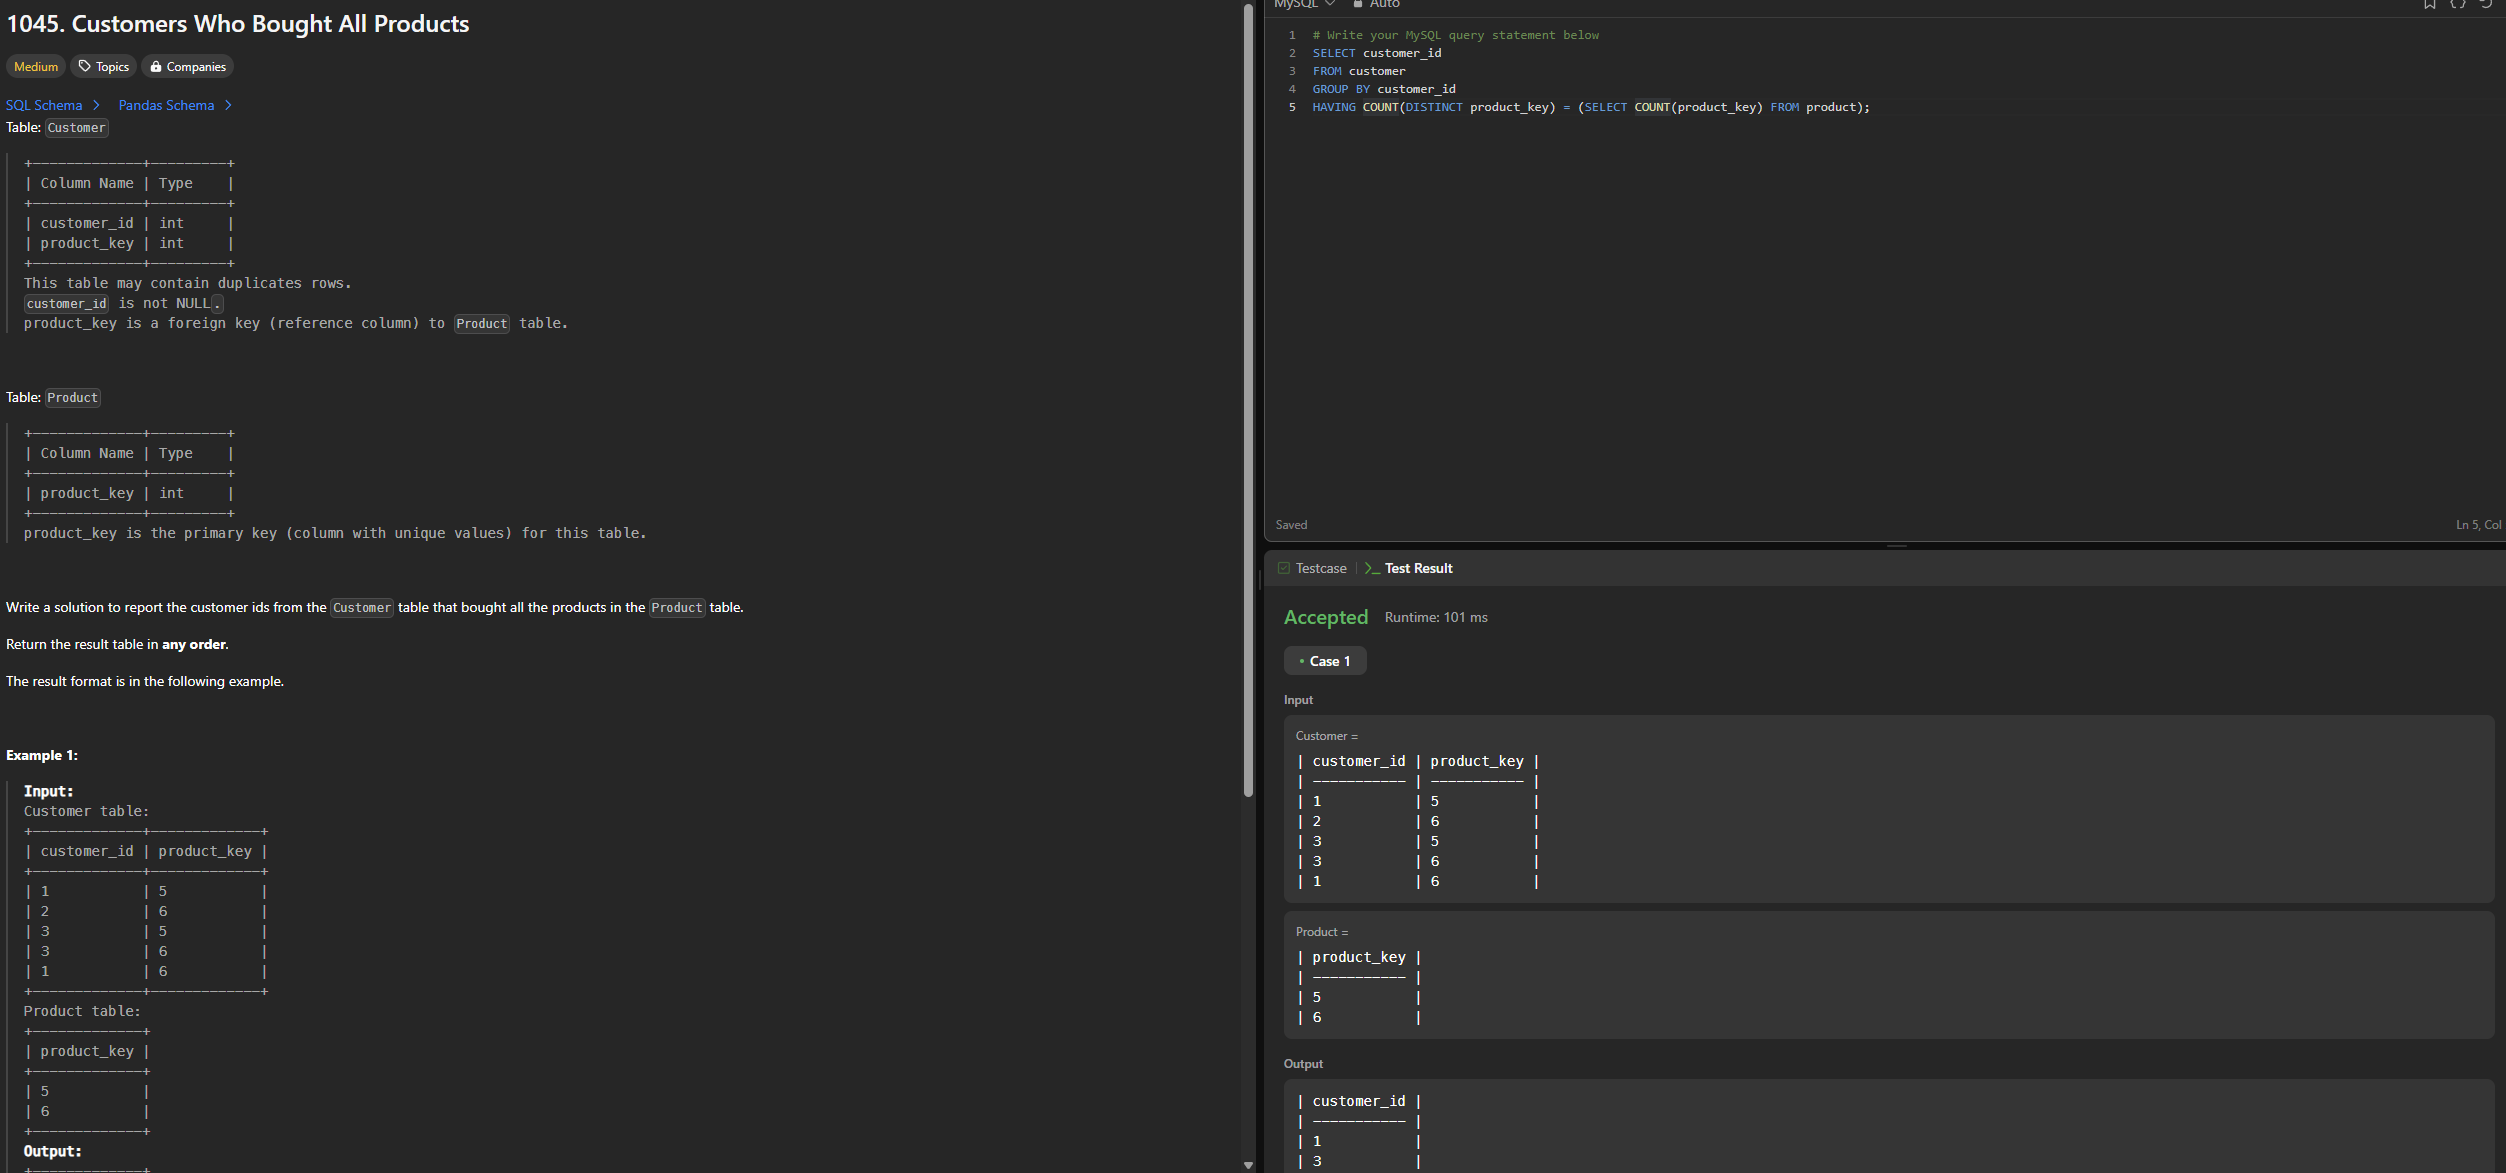 1045. Customers Who Bought All Products
Medium Topics Companies
SQL Schema > Pandas Schema >
Table: Customer
+-------------+---------+
| Column Name | Type    |
+-------------+---------+
| customer_id | int     |
| product_key | int     |
+-------------+---------+
This table may contain duplicates rows.
customer_id is not NULL.
product_key is a foreign key (reference column) to Product table.
Table: Product
+-------------+---------+
| Column Name | Type    |
+-------------+---------+
| product_key | int     |
+-------------+---------+
product_key is the primary key (column with unique values) for this table.
Write a solution to report the customer ids from the Customer table that bought all the products in the Product table.
Return the result table in any order.
The result format is in the following example.
Example 1:
Input:
Customer table:
+-------------+-------------+
| customer_id | product_key |
+-------------+-------------+
| 1           | 5           |
| 2           | 6           |
| 3           | 5           |
| 3           | 6           |
| 1           | 6           |
+-------------+-------------+
Product table:
+-------------+
| product_key |
+-------------+
| 5           |
| 6           |
+-------------+
Output:
+-------------+
MySQL Auto
1 # Write your MySQL query statement below
2 SELECT customer_id
3 FROM customer
4 GROUP BY customer_id
5 HAVING COUNT(DISTINCT product_key) = (SELECT COUNT(product_key) FROM product);
Saved Ln 5, Col
Testcase | >_ Test Result
Accepted Runtime: 101 ms
• Case 1
Input
Customer =
| customer_id | product_key |
| ----------- | ----------- |
| 1           | 5           |
| 2           | 6           |
| 3           | 5           |
| 3           | 6           |
| 1           | 6           |
Product =
| product_key |
| ----------- |
| 5           |
| 6           |
Output
| customer_id |
| ----------- |
| 1           |
| 3           |